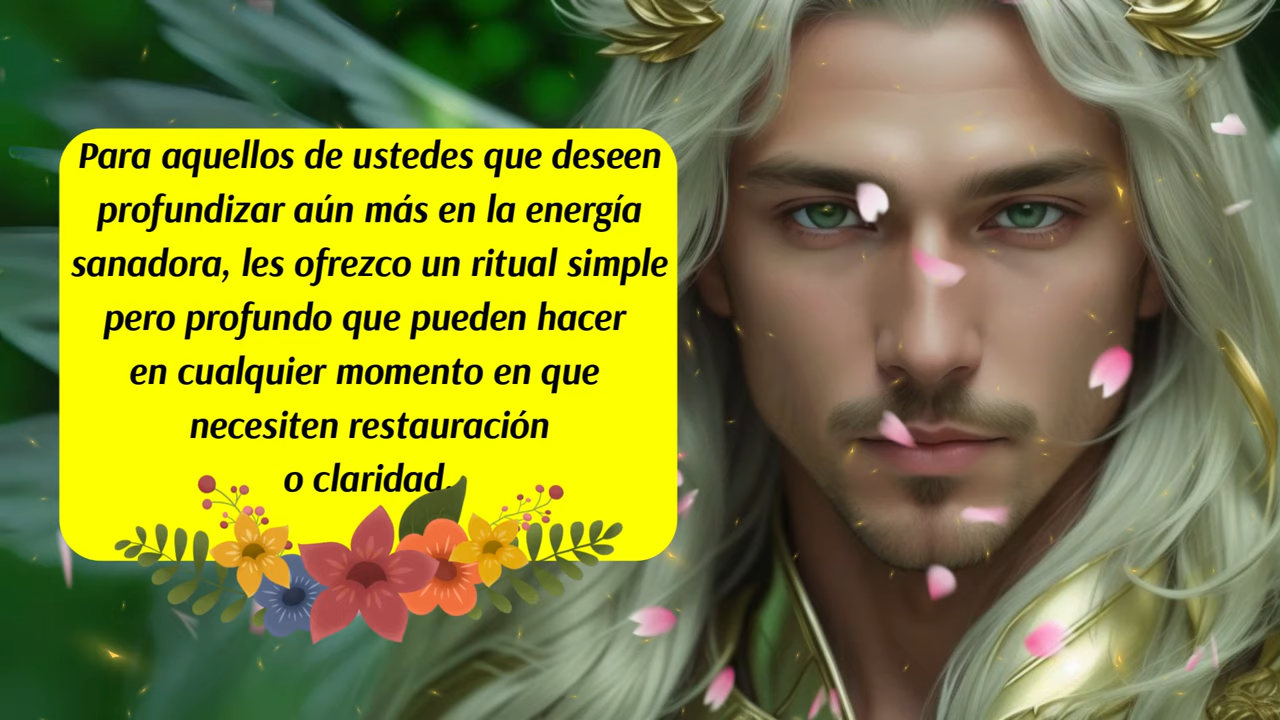 Para aquellos de ustedes que deseen
profundizar aún más en la energía
sanadora, les ofrezco un ritual simple
pero profundo que pueden hacer
en cualquier momento en que
necesiten restauración
o claridad.